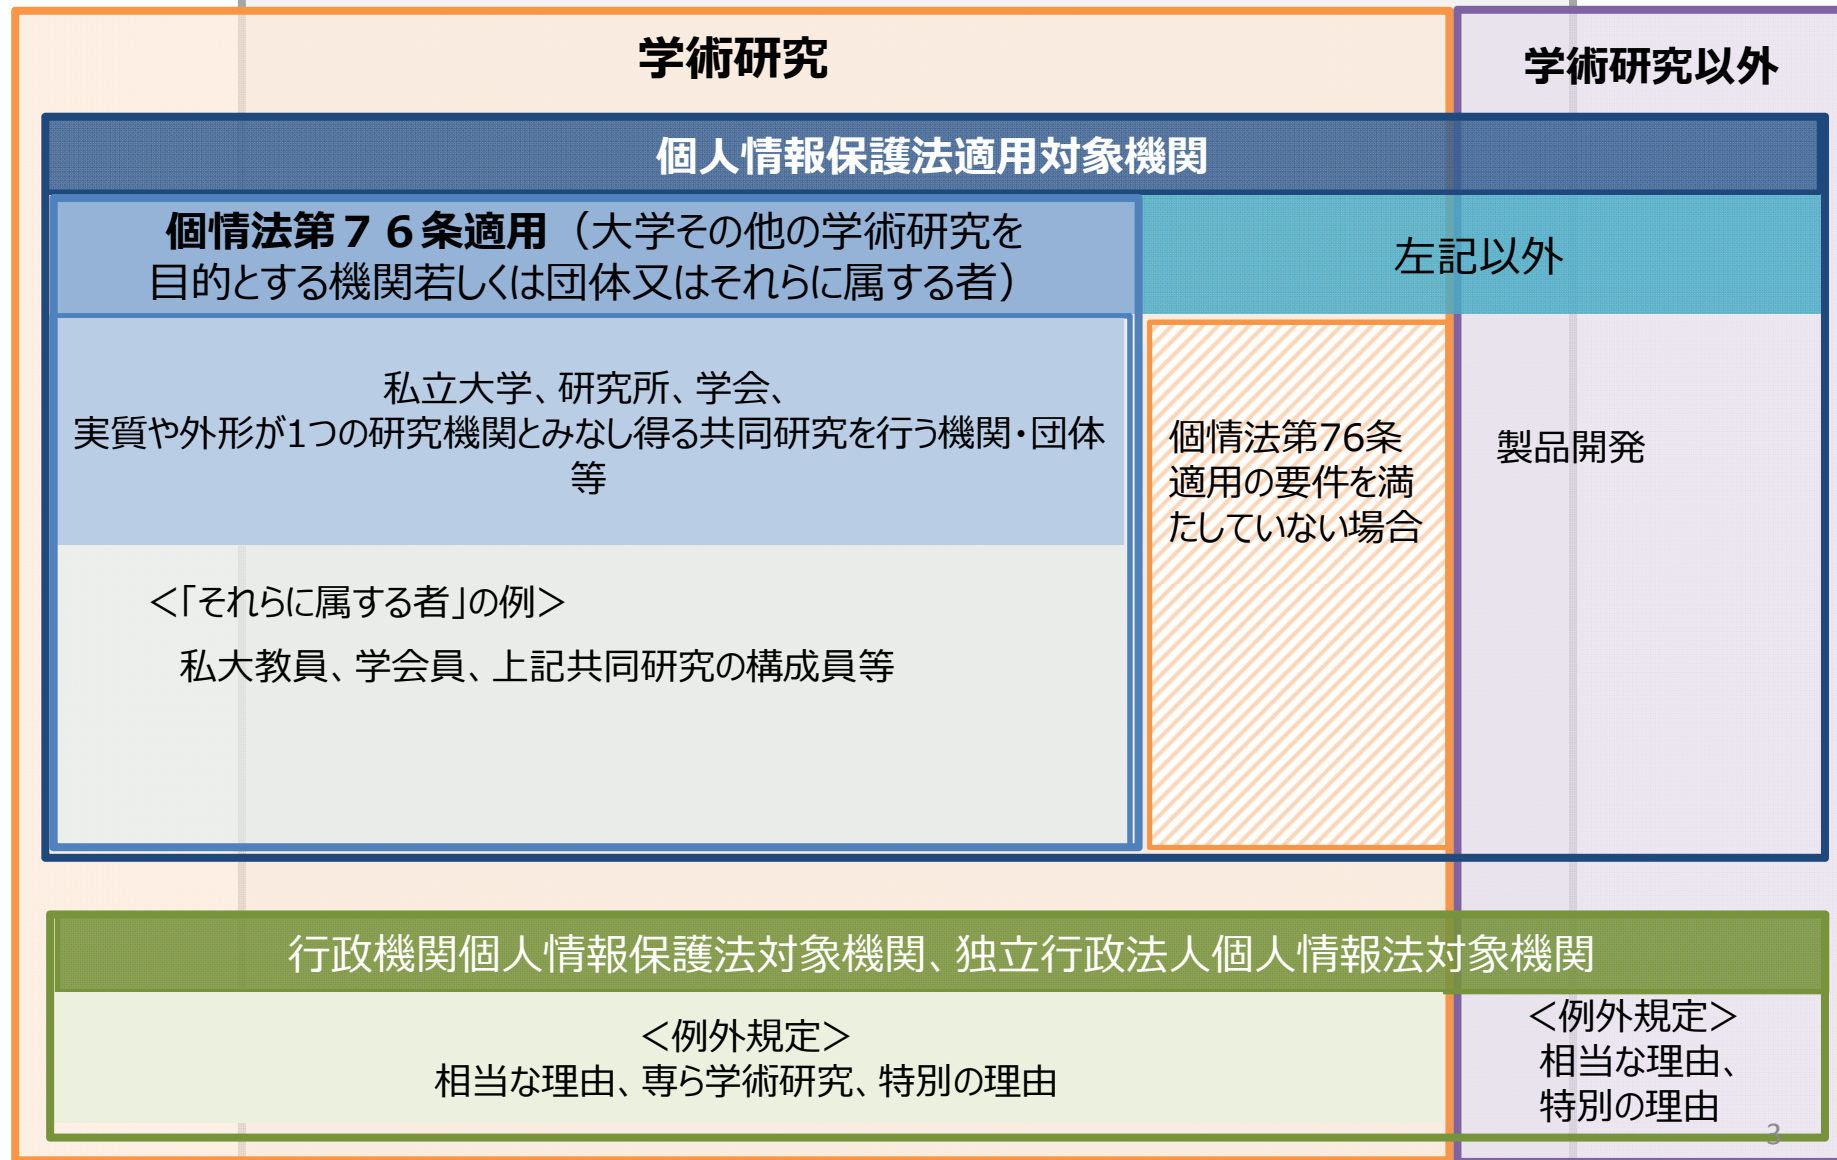 学術研究
学術研究以外
個人情報保護法適用対象機関
個情法第７６条適用（大学その他の学術研究を
目的とする機関若しくは団体又はそれらに属する者）
左記以外
私立大学、研究所、学会、
実質や外形が1つの研究機関とみなし得る共同研究を行う機関・団体
等
＜「それらに属する者」の例＞
私大教員、学会員、上記共同研究の構成員等
個情法第76条
適用の要件を満
たしていない場合
製品開発
行政機関個人情報保護法対象機関、独立行政法人個人情報法対象機関
＜例外規定＞
相当な理由、専ら学術研究、特別の理由
＜例外規定＞
相当な理由、
特別の理由
3